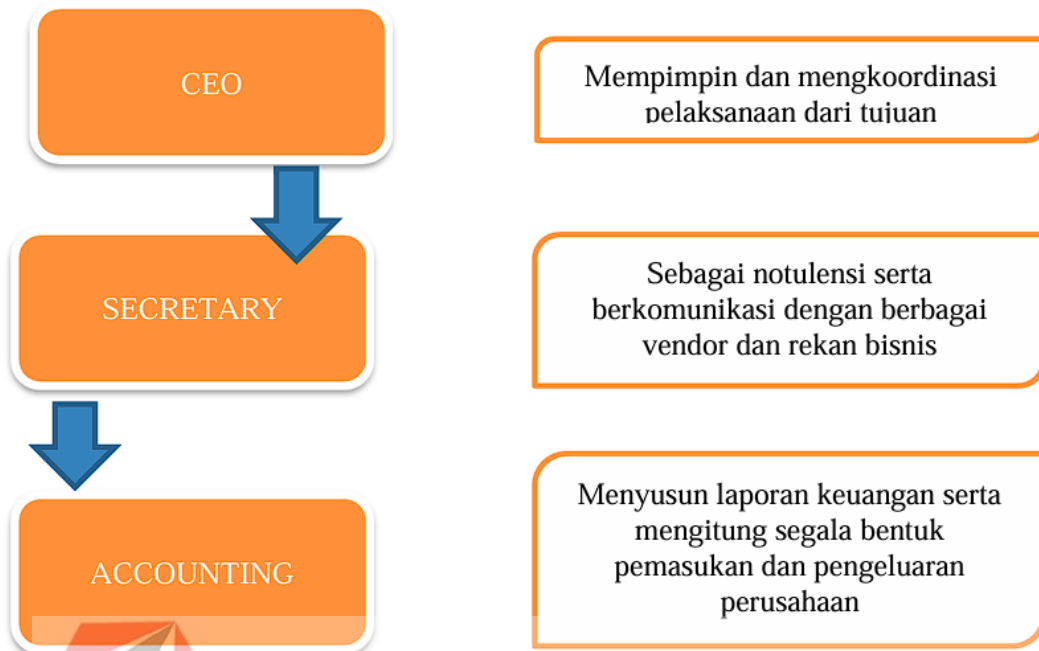 CEO
Mempimpin dan mengkoordinasi
pelaksanaan dari tujuan
SECRETARY
Sebagai notulensi serta
berkomunikasi dengan berbagai
vendor dan rekan bisnis
ACCOUNTING
Menyusun laporan keuangan serta
mengitung segala bentuk
pemasukan dan pengeluaran
perusahaan